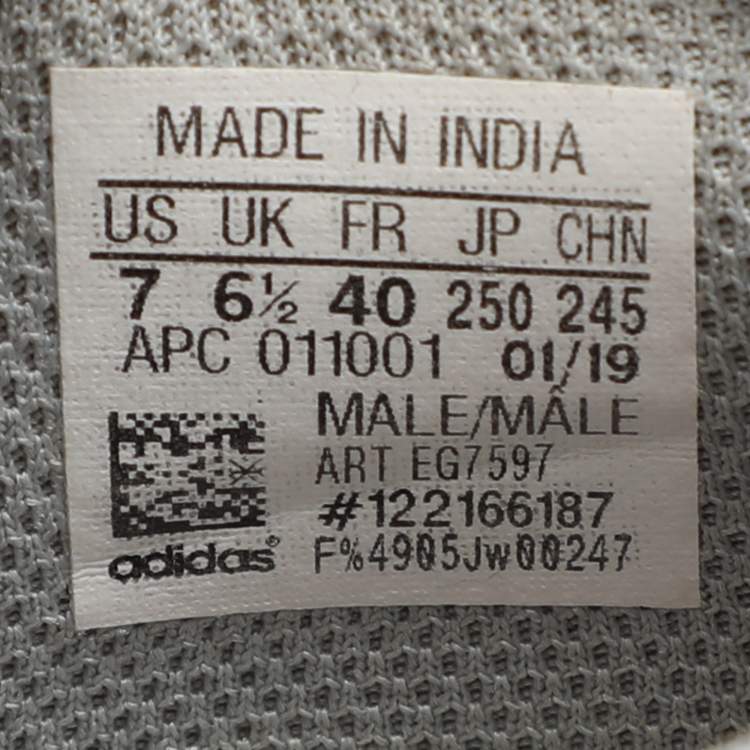 MADE IN INDIA
US UK FR JP CHN
7 6½ 40 250 245
APC 011001 01/19
MALE/MÂLE
ART EG7597
#122166187
adidas® F%4905Jw00247